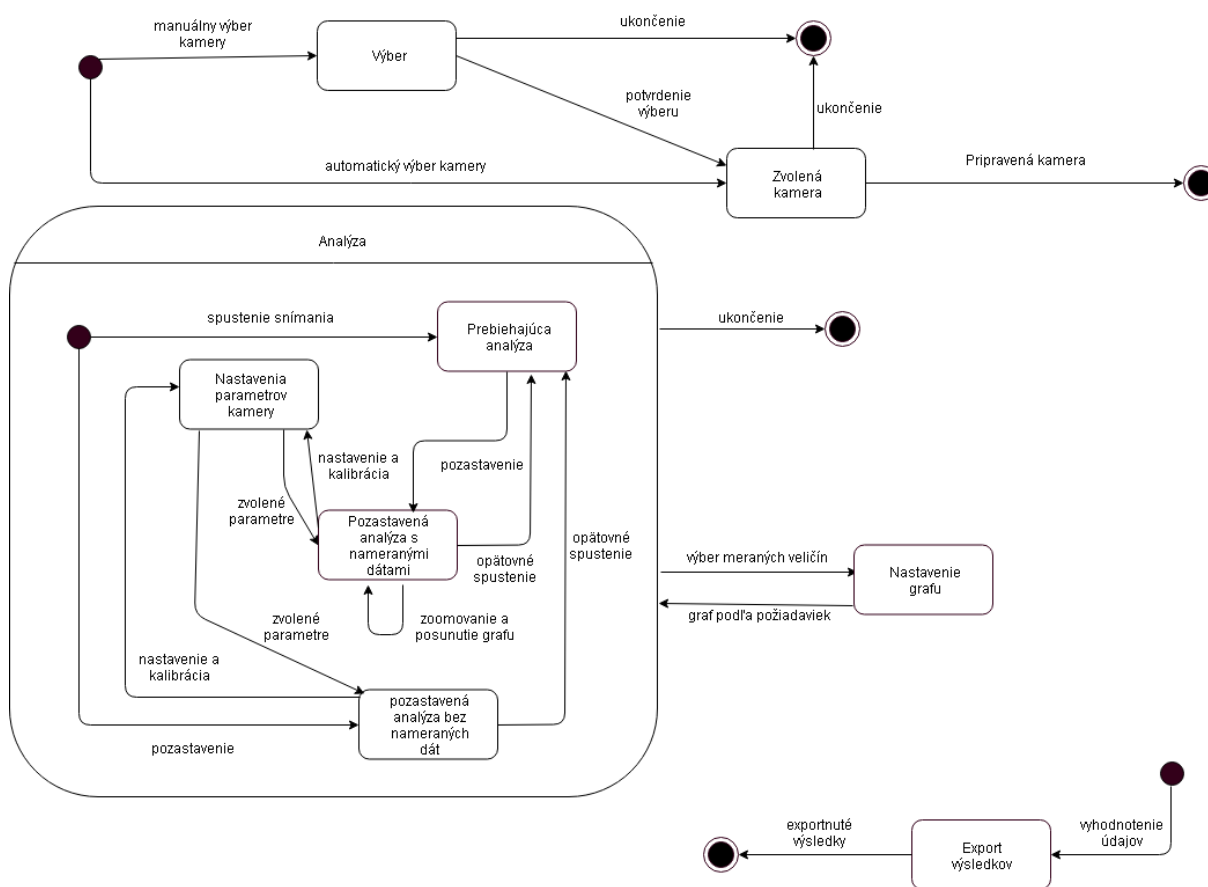 manuálny výber
kamery
Výber
ukončenie
potvrdenie
výberu
ukončenie
automatický výber kamery
Zvolená
kamera
Pripravená kamera
Analýza
spustenie snímania
Prebiehajúca
analýza
ukončenie
Nastavenia
parametrov
kamery
nastavenie a
kalibrácia
pozastavenie
zvolené
parametre
Pozastavená
analýza s
nameranými
dátami
opätovné
spustenie
opätovné
spustenie
výber meraných veličín
Nastavenie
grafu
graf podľa požiadaviek
zvolené
parametre
zoomovanie a
posunutie grafu
nastavenie a
kalibrácia
pozastavená
analýza bez
nameraných
dát
pozastavenie
exportnuté
výsledky
Export
výsledkov
vyhodnotenie
údajov